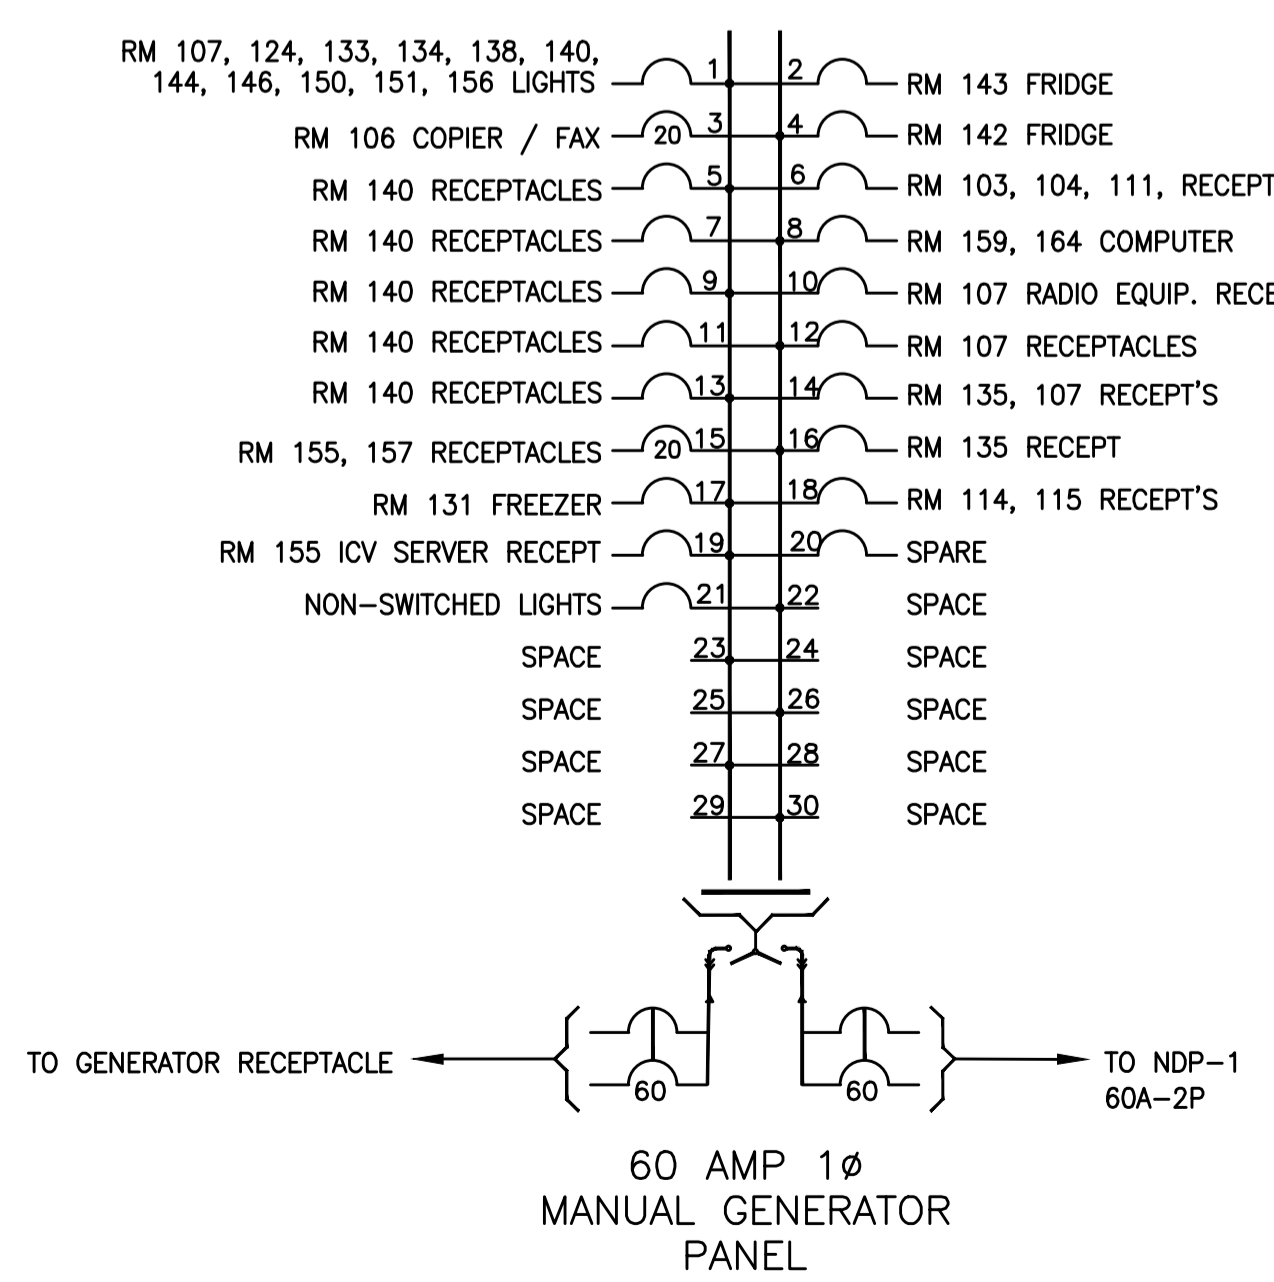 RM 107, 124, 133, 134, 138, 140,
144, 146, 150, 151, 156 LIGHTS 1 2 RM 143 FRIDGE
RM 106 COPIER / FAX 20 3 4 RM 142 FRIDGE
RM 140 RECEPTACLES 5 6 RM 103, 104, 111, RECEPT
RM 140 RECEPTACLES 7 8 RM 159, 164 COMPUTER
RM 140 RECEPTACLES 9 10 RM 107 RADIO EQUIP. RECE
RM 140 RECEPTACLES 11 12 RM 107 RECEPTACLES
RM 140 RECEPTACLES 13 14 RM 135, 107 RECEPT'S
RM 155, 157 RECEPTACLES 20 15 16 RM 135 RECEPT
RM 131 FREEZER 17 18 RM 114, 115 RECEPT'S
RM 155 ICV SERVER RECEPT 19 20 SPARE
NON-SWITCHED LIGHTS 21 22 SPACE
SPACE 23 24 SPACE
SPACE 25 26 SPACE
SPACE 27 28 SPACE
SPACE 29 30 SPACE
TO GENERATOR RECEPTACLE 60 60 TO NDP-1
60A-2P
60 AMP 1ø
MANUAL GENERATOR
PANEL